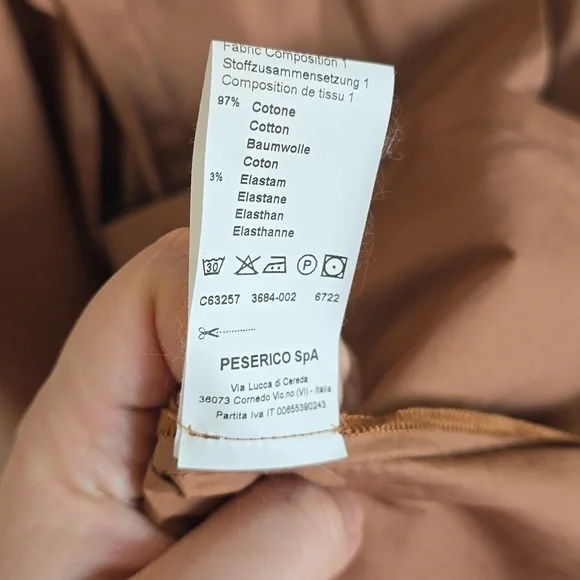 Fabric Composition 1
Stoffzusammensetzung 1
Composition de tissu 1
97% Cotone
Cotton
Baumwolle
Coton
3% Elastam
Elastane
Elasthan
Elasthanne
30 P
C63257 3684-002 6722
PESERICO SpA
Via Lucca di Cereda
36073 Cornedo Vic.no (VI) - Italia
Partita Iva IT 00655390243